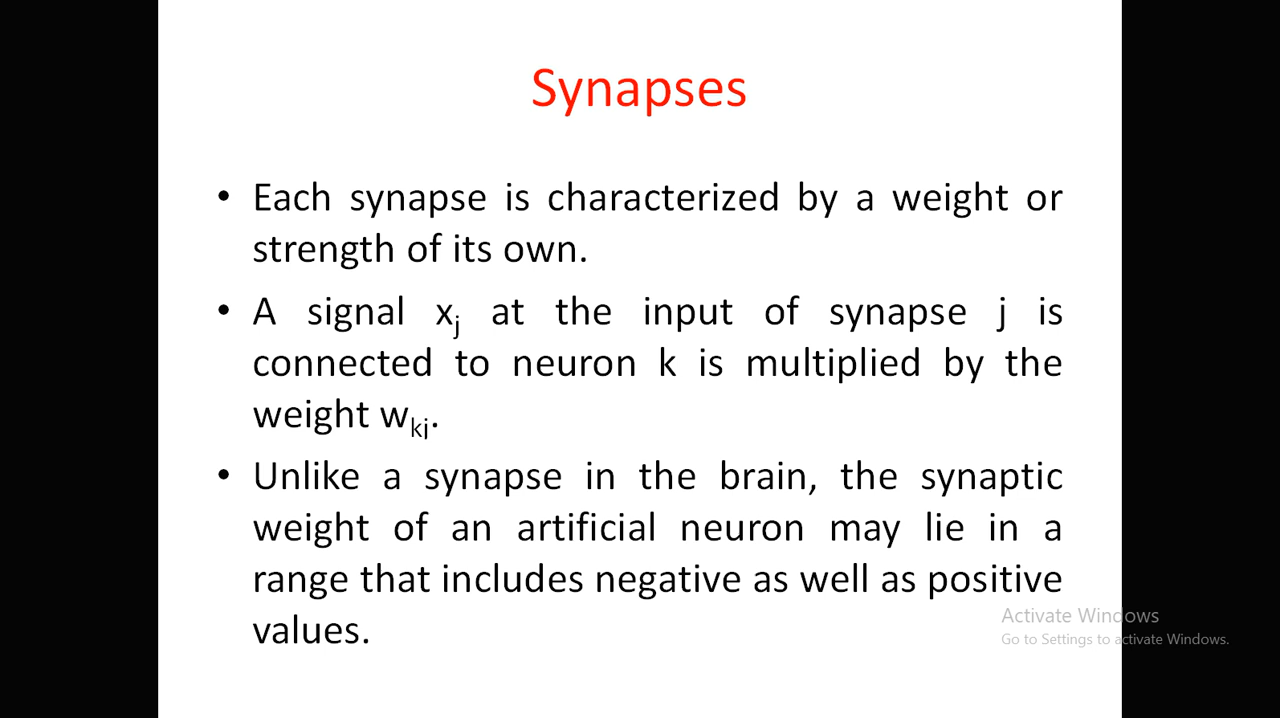 Synapses
• Each synapse is characterized by a weight or
strength of its own.
• A signal xj at the input of synapse j is
connected to neuron k is multiplied by the
weight wkj.
• Unlike a synapse in the brain, the synaptic
weight of an artificial neuron may lie in a
range that includes negative as well as positive
values.
Activate Windows
Go to Settings to activate Windows.